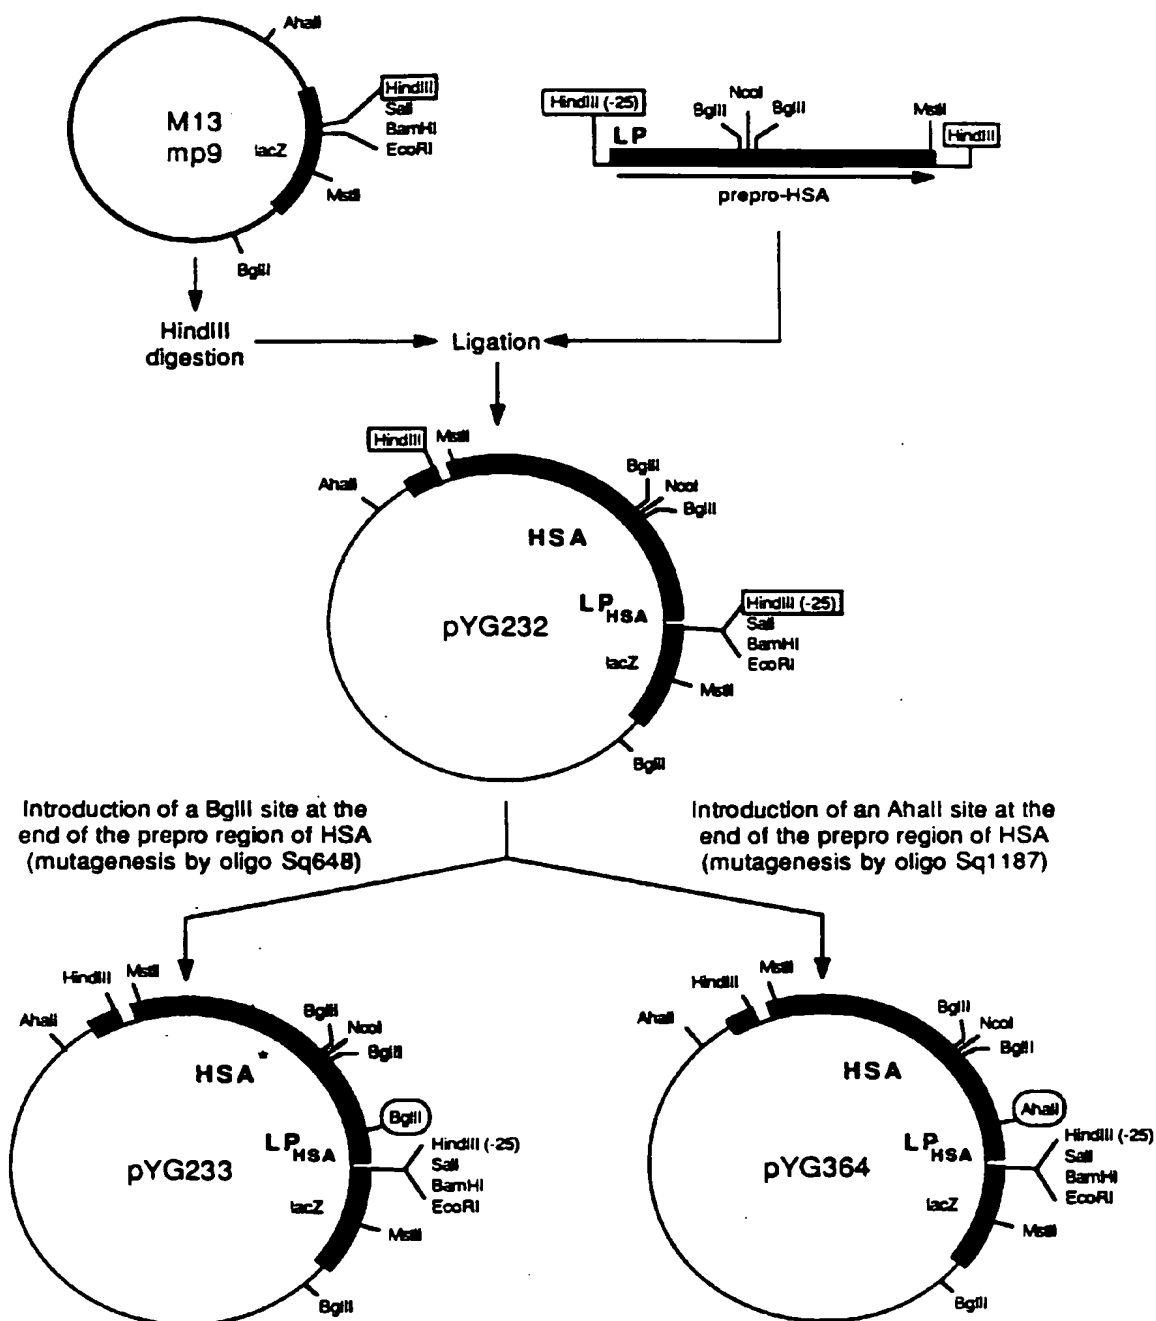 AhaII
HindIII
SalI
BamHI
EcoRI
M13
mp9
lacZ
MstII
BglII
HindIII (-25)
LP
BglII
NcoI
BglII
MstII
HindIII
prepro-HSA
HindIII
digestion
Ligation
HindIII
MstII
AhaII
BglII
NcoI
BglII
HSA
LP HSA
pYG232
HindIII (-25)
SalI
BamHI
EcoRI
lacZ
MstII
BglII
Introduction of a BglII site at the
end of the prepro region of HSA
(mutagenesis by oligo Sq648)
Introduction of an AhaII site at the
end of the prepro region of HSA
(mutagenesis by oligo Sq1187)
HindIII
MstII
AhaII
BglII
NcoI
BglII
HSA*
BglII
LP HSA
pYG233
HindIII (-25)
SalI
BamHI
EcoRI
lacZ
MstII
BglII
HindIII
MstII
AhaII
BglII
NcoI
BglII
HSA
AhaII
LP HSA
pYG364
HindIII (-25)
SalI
BamHI
EcoRI
lacZ
MstII
BglII